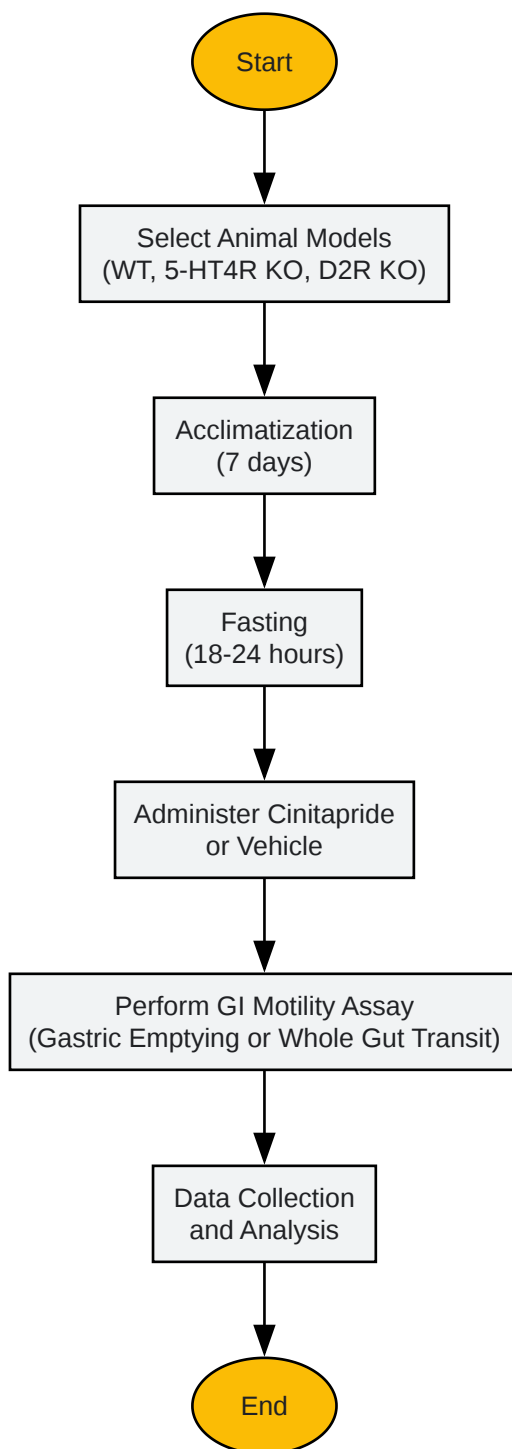 Start
Select Animal Models
(WT, 5-HT4R KO, D2R KO)
Acclimatization
(7 days)
Fasting
(18-24 hours)
Administer Cinitapride
or Vehicle
Perform GI Motility Assay
(Gastric Emptying or Whole Gut Transit)
Data Collection
and Analysis
End